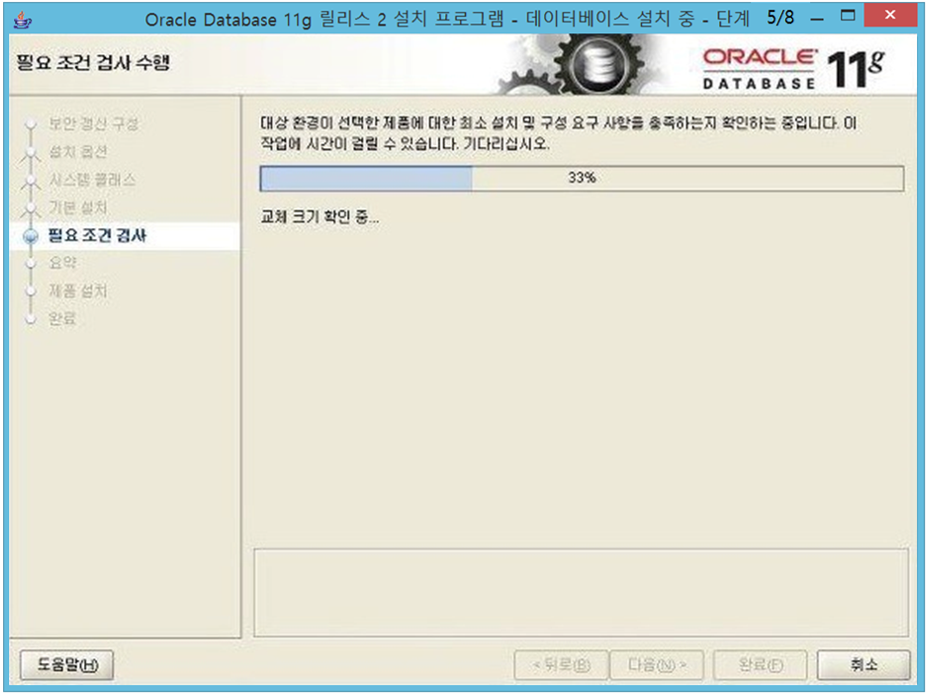 Oracle Database 11g 릴리스 2 설치 프로그램 - 데이터베이스 설치 중 - 단계 5/8
필요 조건 검사 수행
ORACLE
DATABASE
11g
보안 갱신 구성
설치 옵션
시스템 클래스
기본 설치
필요 조건 검사
요약
제품 설치
완료
대상 환경이 선택한 제품에 대한 최소 설치 및 구성 요구 사항을 충족하는지 확인하는 중입니다. 이
작업에 시간이 걸릴 수 있습니다. 기다리십시오.
33%
교체 크기 확인 중...
도움말(H)
< 뒤로(B)
다음(N) >
완료(F)
취소